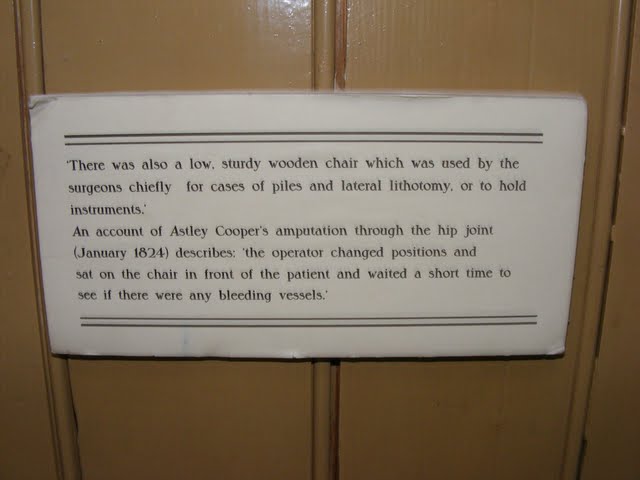 'There was also a low, sturdy wooden chair which was used by the
surgeons chiefly for cases of piles and lateral lithotomy, or to hold
instruments.'
An account of Astley Cooper's amputation through the hip joint
(January 1824) describes: 'the operator changed positions and
sat on the chair in front of the patient and waited a short time to
see if there were any bleeding vessels.'